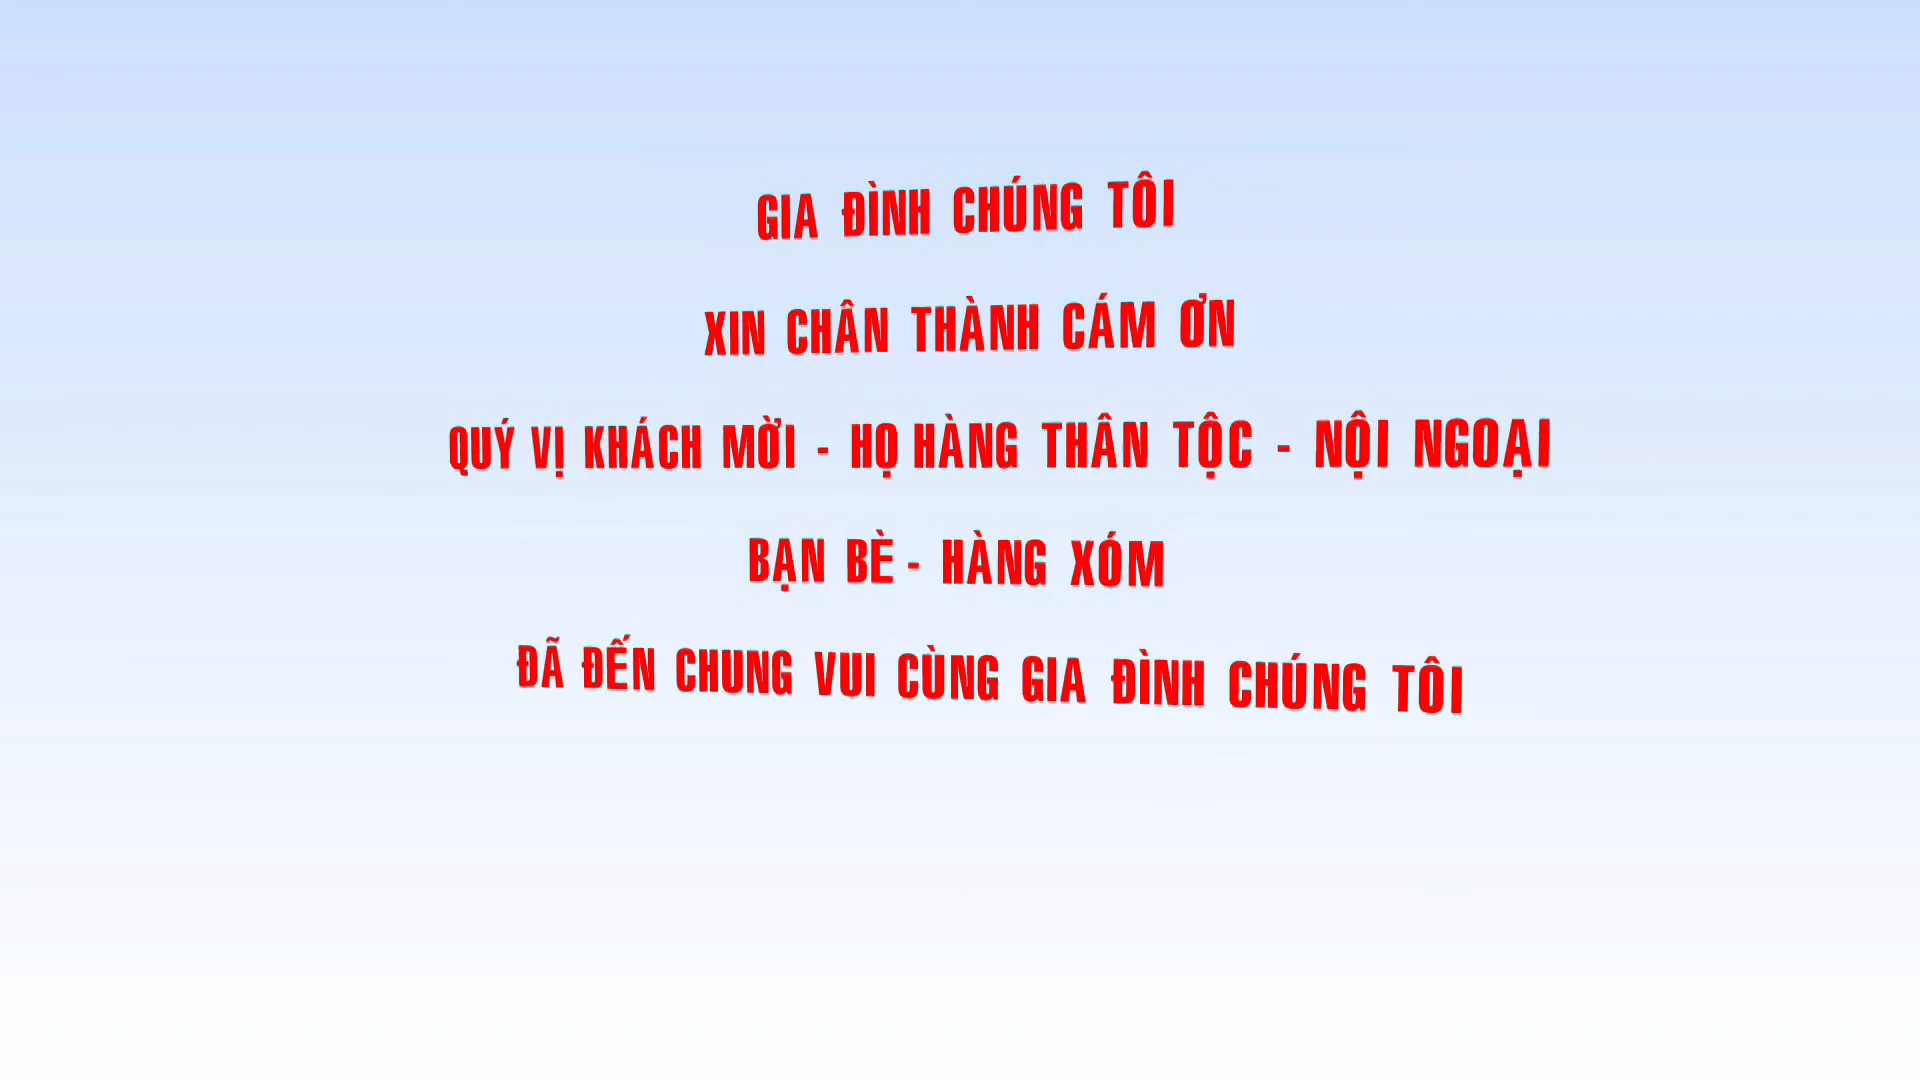 GIA ĐÌNH CHÚNG TÔI
XIN CHÂN THÀNH CÁM ƠN
QUÝ VỊ KHÁCH MỜI - HỌ HÀNG THÂN TỘC - NỘI NGOẠI
BẠN BÈ - HÀNG XÓM
ĐÃ ĐẾN CHUNG VUI CÙNG GIA ĐÌNH CHÚNG TÔI